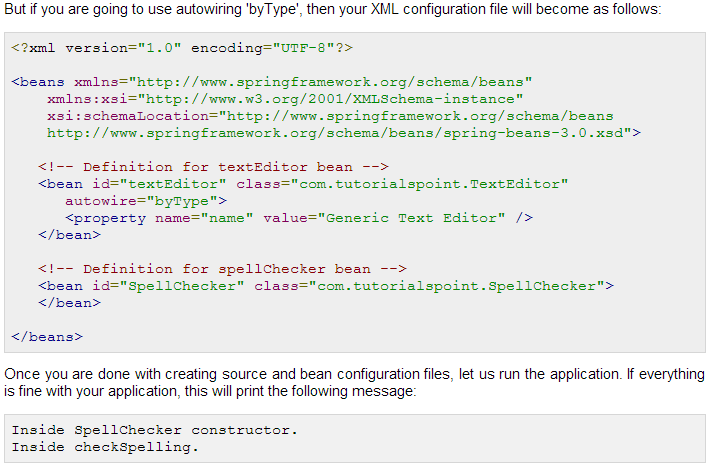 But if you are going to use autowiring 'byType', then your XML configuration file will become as follows:
<?xml version="1.0" encoding="UTF-8"?>
<beans xmlns="http://www.springframework.org/schema/beans"
xmlns:xsi="http://www.w3.org/2001/XMLSchema-instance"
xsi:schemaLocation="http://www.springframework.org/schema/beans
http://www.springframework.org/schema/beans/spring-beans-3.0.xsd">
<!-- Definition for textEditor bean -->
<bean id="textEditor" class="com.tutorialspoint.TextEditor"
autowire="byType">
<property name="name" value="Generic Text Editor" />
</bean>
<!-- Definition for spellChecker bean -->
<bean id="SpellChecker" class="com.tutorialspoint.SpellChecker">
</bean>
</beans>
Once you are done with creating source and bean configuration files, let us run the application. If everything
is fine with your application, this will print the following message:
Inside SpellChecker constructor.
Inside checkSpelling.